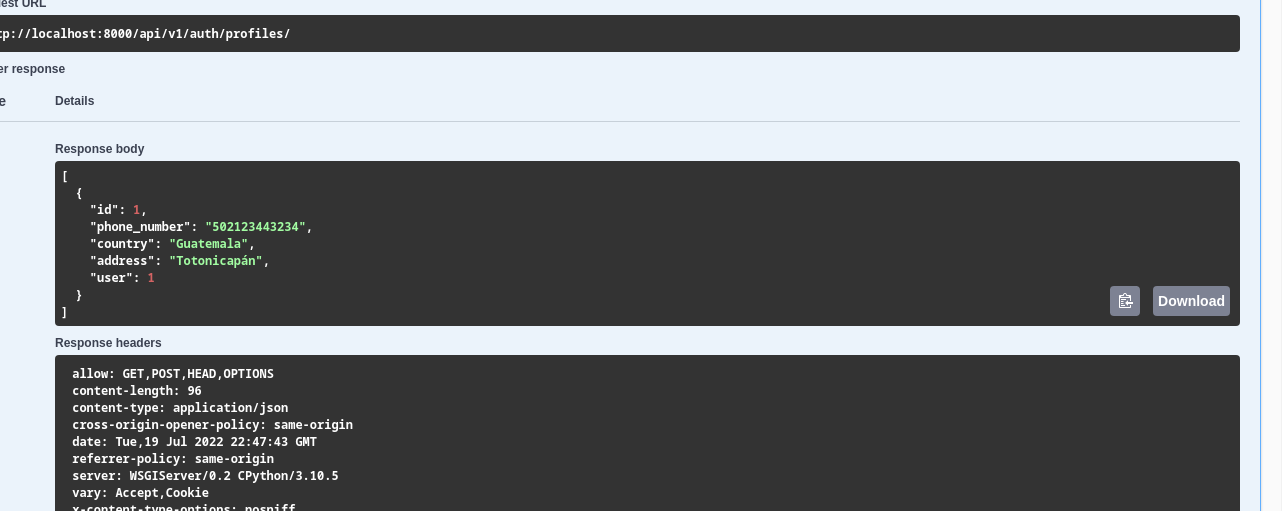 est URL
tp://localhost:8000/api/v1/auth/profiles/
er response
e Details
Response body
[
{
"id": 1,
"phone_number": "502123443234",
"country": "Guatemala",
"address": "Totonicapán",
"user": 1
}
]
Download
Response headers
allow: GET,POST,HEAD,OPTIONS
content-length: 96
content-type: application/json
cross-origin-opener-policy: same-origin
date: Tue,19 Jul 2022 22:47:43 GMT
referrer-policy: same-origin
server: WSGIServer/0.2 CPython/3.10.5
vary: Accept,Cookie
x-content-type-options: nosniff